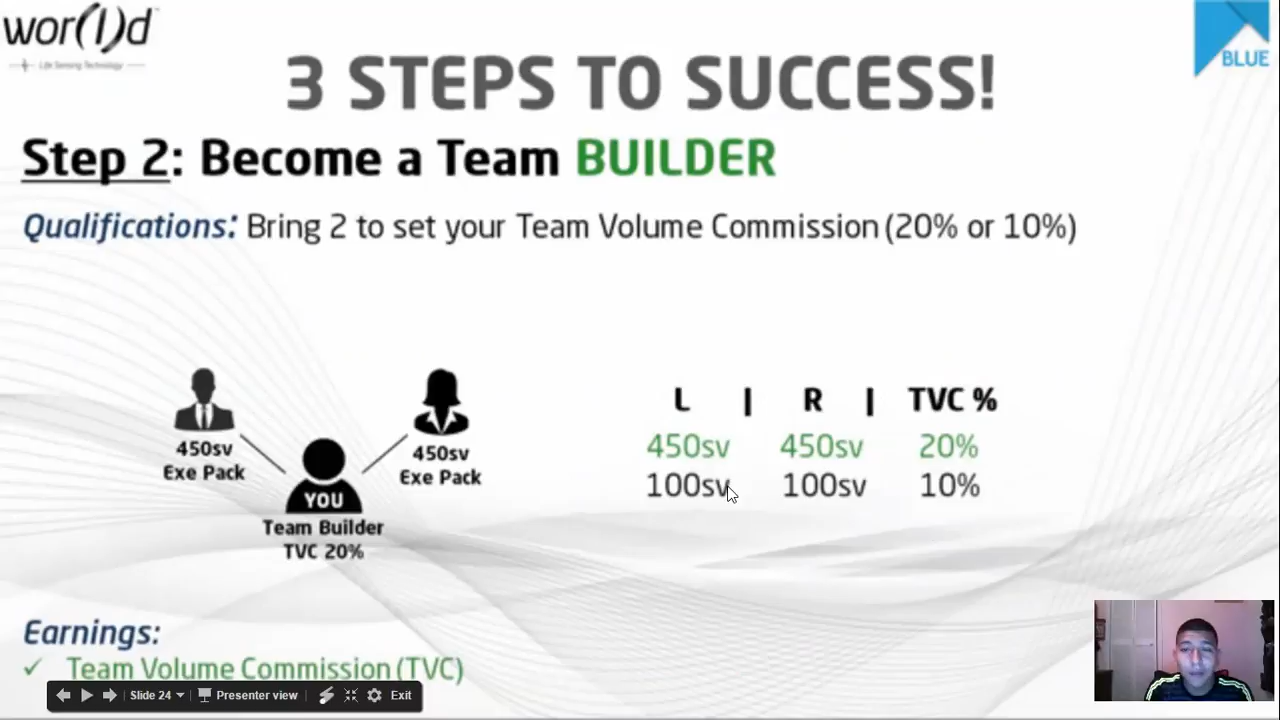 wor(l)d
Life Sensing Technology
BLUE
3 STEPS TO SUCCESS!
Step 2: Become a Team BUILDER
Qualifications: Bring 2 to set your Team Volume Commission (20% or 10%)
450sv
Exe Pack
450sv
Exe Pack
YOU
Team Builder
TVC 20%
L | R | TVC %
450sv 450sv 20%
100sv 100sv 10%
Earnings:
✓ Team Volume Commission (TVC)
Slide 24 Presenter view Exit